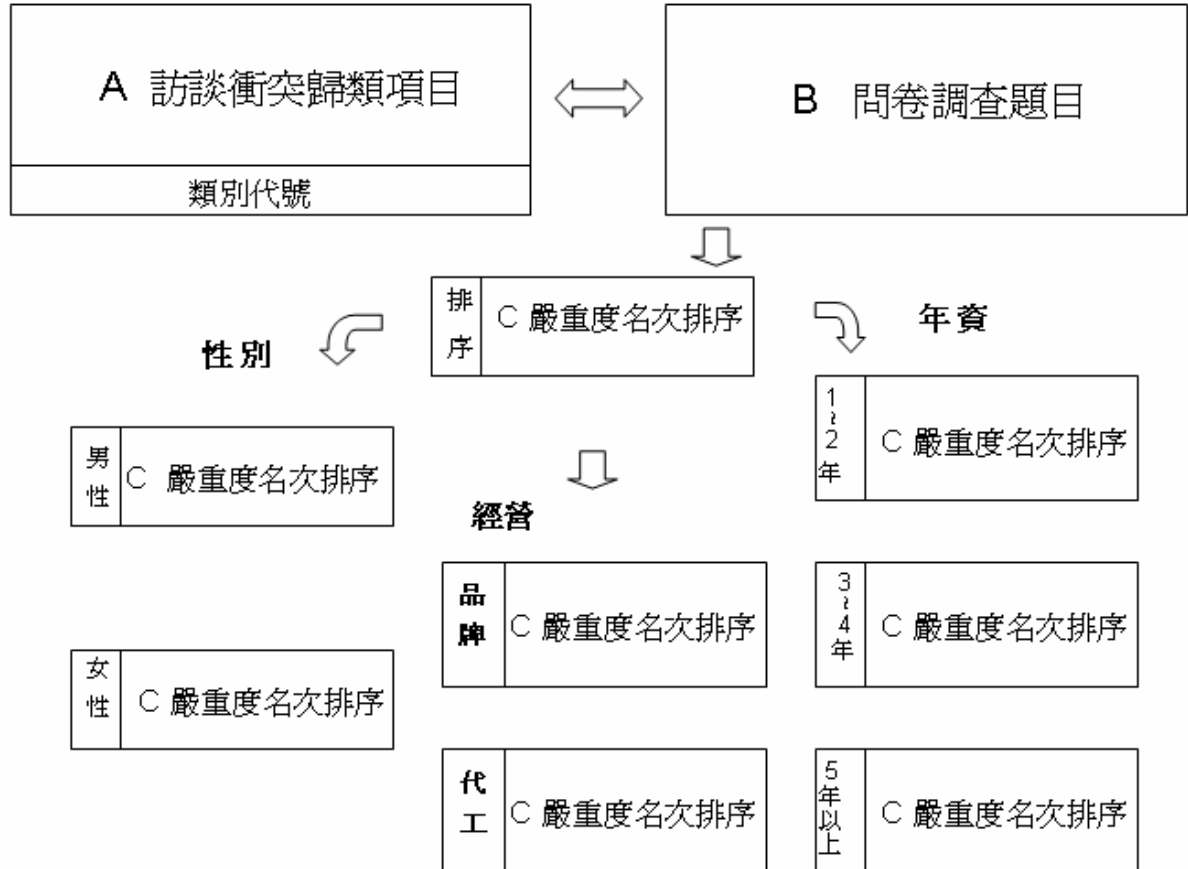 A 訪談衝突歸類項目
類別代號
B 問卷調查題目
排序
C 嚴重度名次排序
性別
年資
男性
C 嚴重度名次排序
女性
C 嚴重度名次排序
經營
品牌
C 嚴重度名次排序
代工
C 嚴重度名次排序
1~2年
C 嚴重度名次排序
3~4年
C 嚴重度名次排序
5年以上
C 嚴重度名次排序